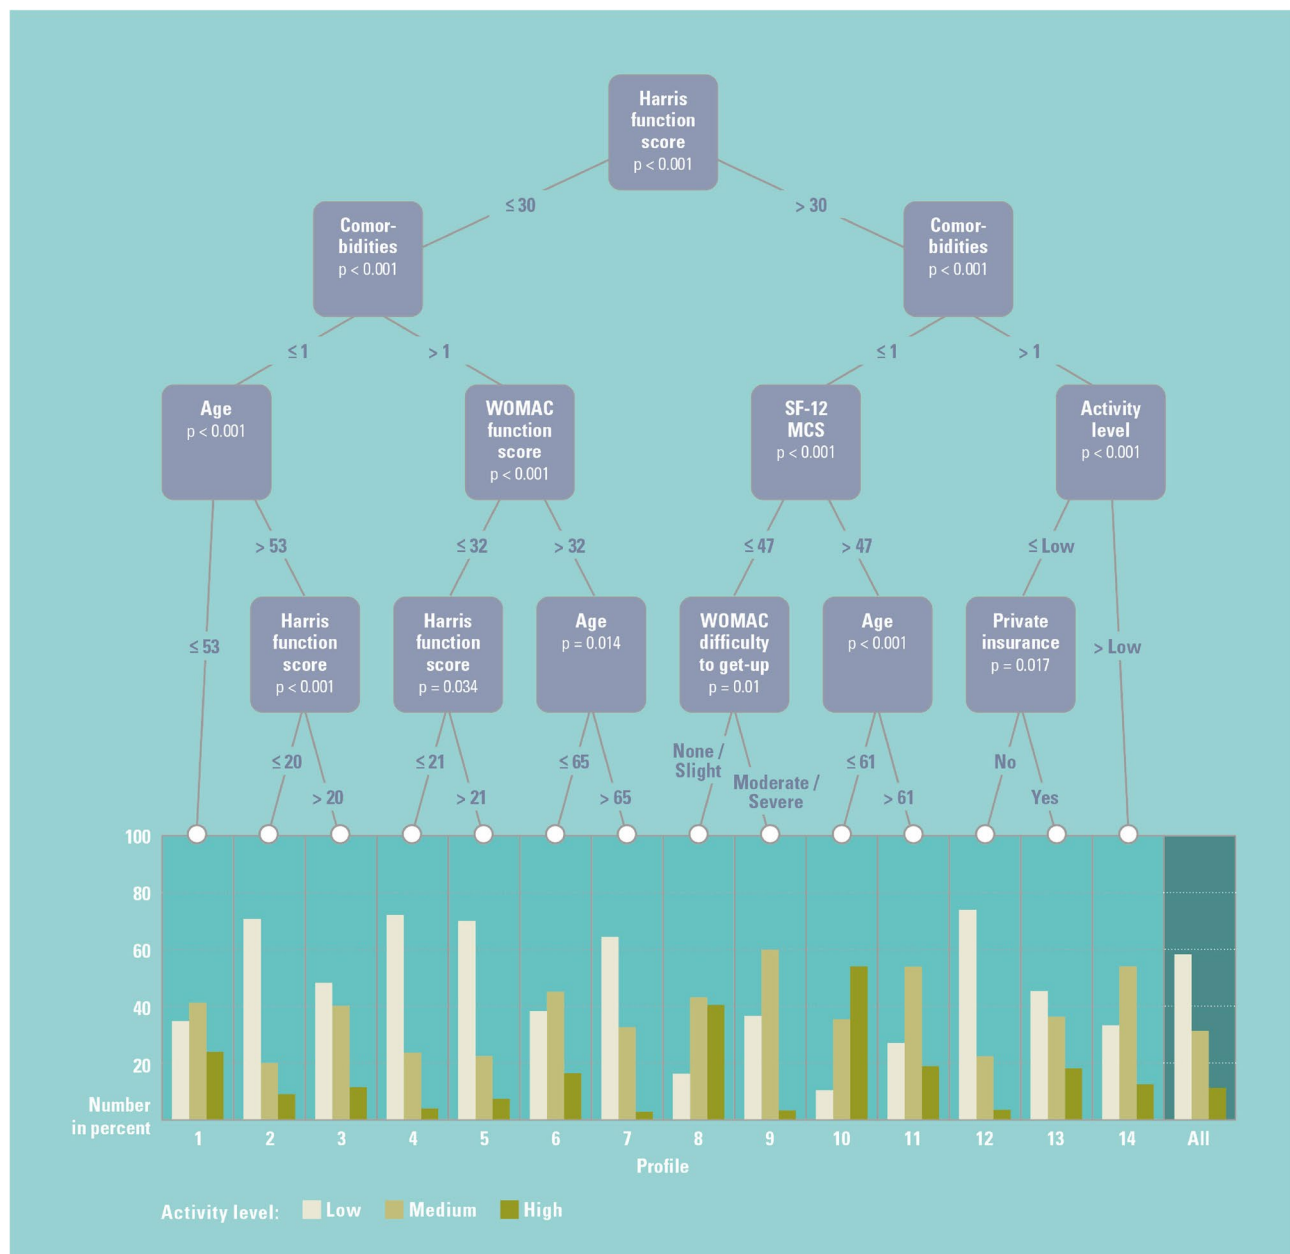 Harris
function
score
p < 0.001
≤ 30
> 30
Comor-
bidities
p < 0.001
Comor-
bidities
p < 0.001
≤ 1
> 1
≤ 1
> 1
Age
p < 0.001
WOMAC
function
score
p < 0.001
SF-12
MCS
p < 0.001
Activity
level
p < 0.001
≤ 53
> 53
≤ 32
> 32
≤ 47
> 47
≤ Low
> Low
Harris
function
score
p < 0.001
Harris
function
score
p = 0.034
Age
p = 0.014
WOMAC
difficulty
to get-up
p = 0.01
Age
p < 0.001
Private
insurance
p = 0.017
≤ 20
> 20
≤ 21
> 21
≤ 65
> 65
None /
Slight
Moderate /
Severe
≤ 61
> 61
No
Yes
100
80
60
40
20
Number
in percent
1 2 3 4 5 6 7 8 9 10 11 12 13 14 All
Profile
Activity level: Low Medium High